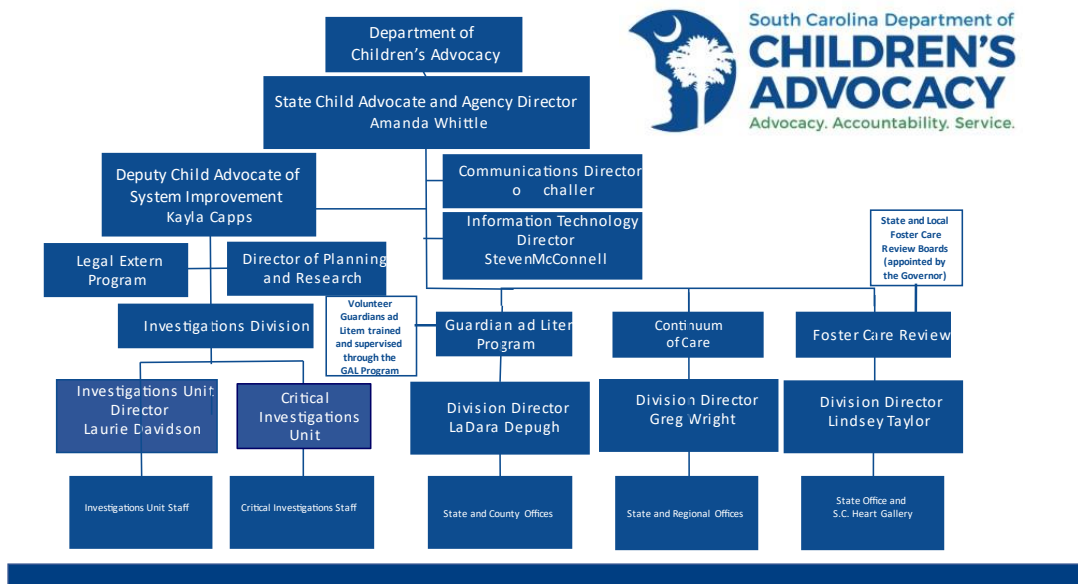 South Carolina Department of
CHILDREN'S
ADVOCACY
Advocacy. Accountability. Service.
Department of
Children's Advocacy
State Child Advocate and Agency Director
Amanda Whittle
Deputy Child Advocate of
System Improvement
Kayla Capps
Communications Director
o challer
Information Technology
Director
StevenMcConnell
State and Local
Foster Care
Review Boards
(appointed by
the Governor)
Legal Extern
Program
Director of Planning
and Research
Volunteer
Guardians ad
Litem trained
and supervised
through the
GAL Program
Investigations Division
Guardian ad Liter
Program
Continuum
of Care
Foster Care Review
Investigations Unit
Director
Laurie Davidson
Critical
Investigations
Unit
Division Director
LaDara Depugh
Division Director
Greg Wright
Division Director
Lindsey Taylor
Investigations Unit Staff
Critical Investigations Staff
State and County Offices
State and Regional Offices
State Office and
S.C. Heart Gallery